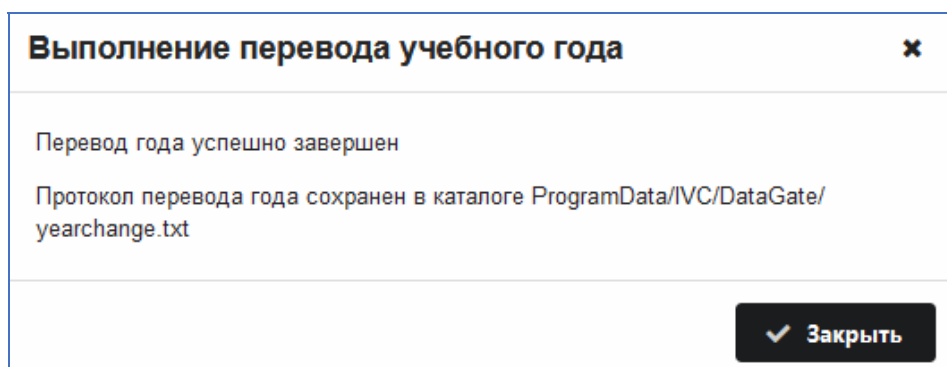 Выполнение перевода учебного года
Перевод года успешно завершен
Протокол перевода года сохранен в каталоге ProgramData/IVC/DataGate/
yearchange.txt
Закрыть